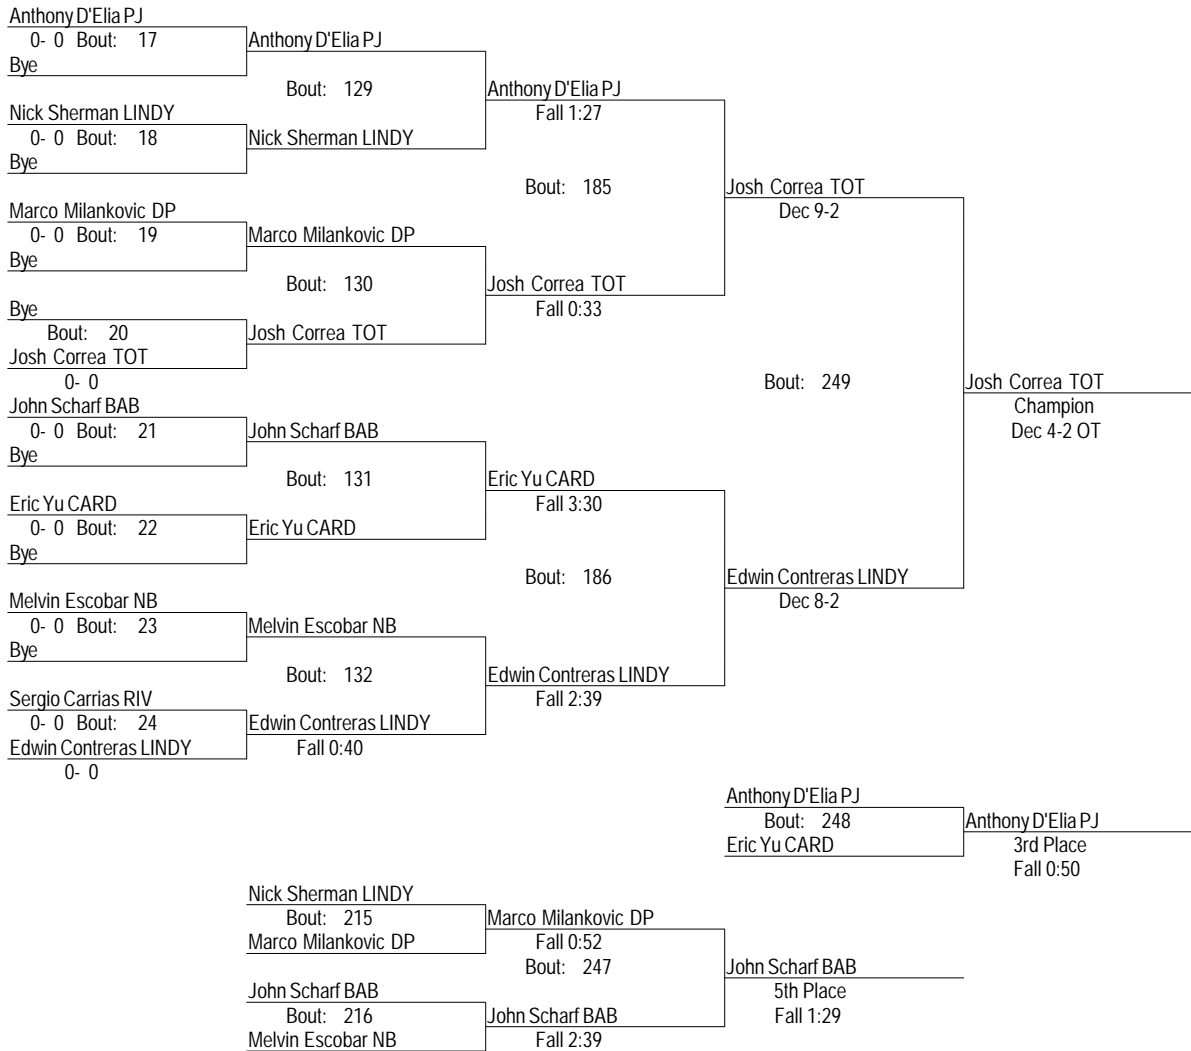 Anthony D'Elia PJ
0- 0 Bout: 17
Anthony D'Elia PJ
Bye
Bout: 129
Anthony D'Elia PJ
Nick Sherman LINDY
Fall 1:27
0- 0 Bout: 18
Nick Sherman LINDY
Bye
Bout: 185
Josh Correa TOT
Marco Milankovic DP
Dec 9-2
0- 0 Bout: 19
Marco Milankovic DP
Bye
Bout: 130
Josh Correa TOT
Bye
Fall 0:33
Bout: 20
Josh Correa TOT
Josh Correa TOT
0- 0
Bout: 249
Josh Correa TOT
John Scharf BAB
Champion
0- 0 Bout: 21
John Scharf BAB
Dec 4-2 OT
Bye
Bout: 131
Eric Yu CARD
Eric Yu CARD
Fall 3:30
0- 0 Bout: 22
Eric Yu CARD
Bye
Bout: 186
Edwin Contreras LINDY
Melvin Escobar NB
Dec 8-2
0- 0 Bout: 23
Melvin Escobar NB
Bye
Bout: 132
Edwin Contreras LINDY
Sergio Carrias RIV
Fall 2:39
0- 0 Bout: 24
Edwin Contreras LINDY
Edwin Contreras LINDY
Fall 0:40
0- 0
Anthony D'Elia PJ
Bout: 248
Anthony D'Elia PJ
Eric Yu CARD
3rd Place
Fall 0:50
Nick Sherman LINDY
Bout: 215
Marco Milankovic DP
Marco Milankovic DP
Fall 0:52
Bout: 247
John Scharf BAB
John Scharf BAB
5th Place
Bout: 216
John Scharf BAB
Fall 1:29
Melvin Escobar NB
Fall 2:39